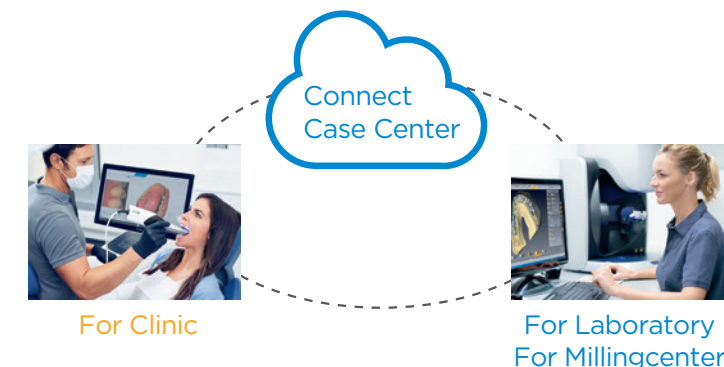 Connect
Case Center
For Clinic
For Laboratory
For Millingcenter